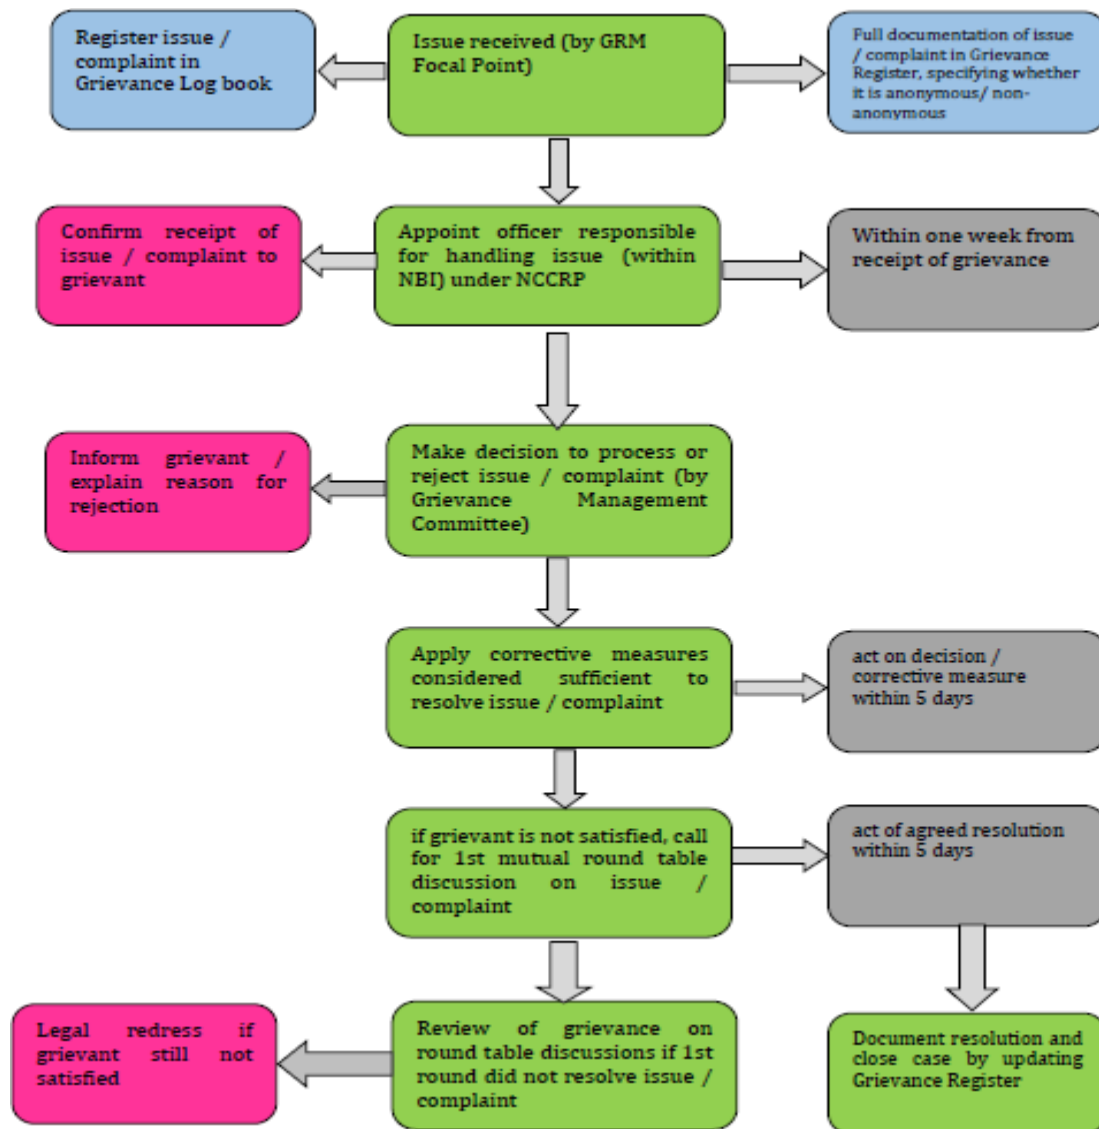 Register issue /
complaint in
Grievance Log book
Issue received (by GRM
Focal Point)
Full documentation of issue
/ complaint in Grievance
Register, specifying whether
it is anonymous/ non-
anonymous
Confirm receipt of
issue / complaint to
grievant
Appoint officer responsible
for handling issue (within
NBI) under NCCRP
Within one week from
receipt of grievance
Inform grievant /
explain reason for
rejection
Make decision to process or
reject issue / complaint (by
Grievance Management
Committee)
Apply corrective measures
considered sufficient to
resolve issue / complaint
act on decision /
corrective measure
within 5 days
if grievant is not satisfied, call
for 1st mutual round table
discussion on issue /
complaint
act of agreed resolution
within 5 days
Legal redress if
grievant still not
satisfied
Review of grievance on
round table discussions if 1st
round did not resolve issue /
complaint
Document resolution and
close case by updating
Grievance Register